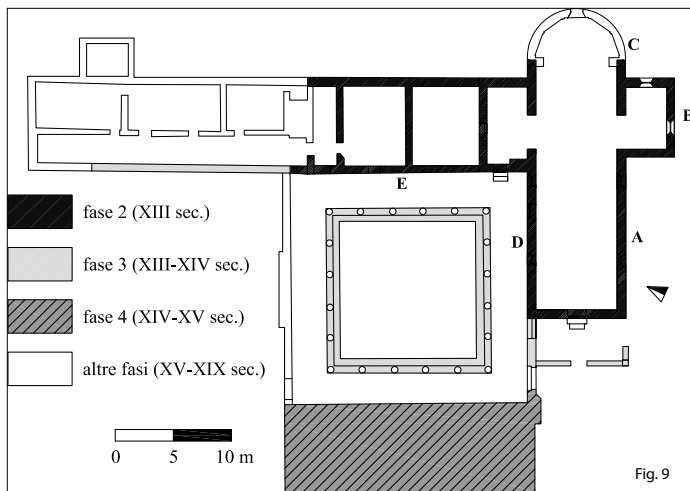 C
B
E
D
A
fase 2 (XIII sec.)
fase 3 (XIII-XIV sec.)
fase 4 (XIV-XV sec.)
altre fasi (XV-XIX sec.)
0 5 10 m
Fig. 9